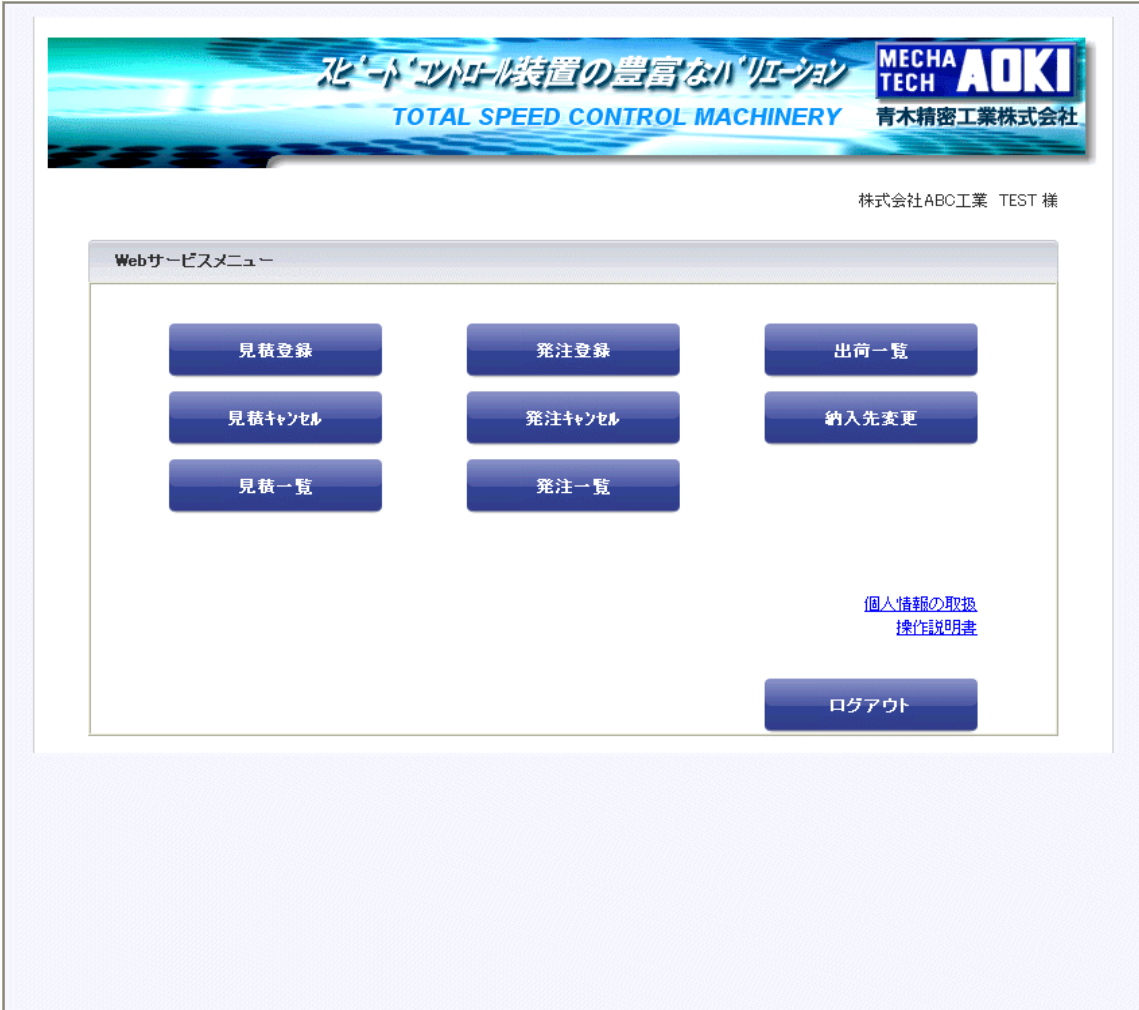 スピードコントロール装置の豊富なバリエーション
TOTAL SPEED CONTROL MACHINERY
MECHA TECH AOKI
青木精密工業株式会社
株式会社ABC工業 TEST 様
Webサービスメニュー
見積登録 発注登録 出荷一覧
見積キャンセル 発注キャンセル 納入先変更
見積一覧 発注一覧
個人情報の取扱
操作説明書
ログアウト